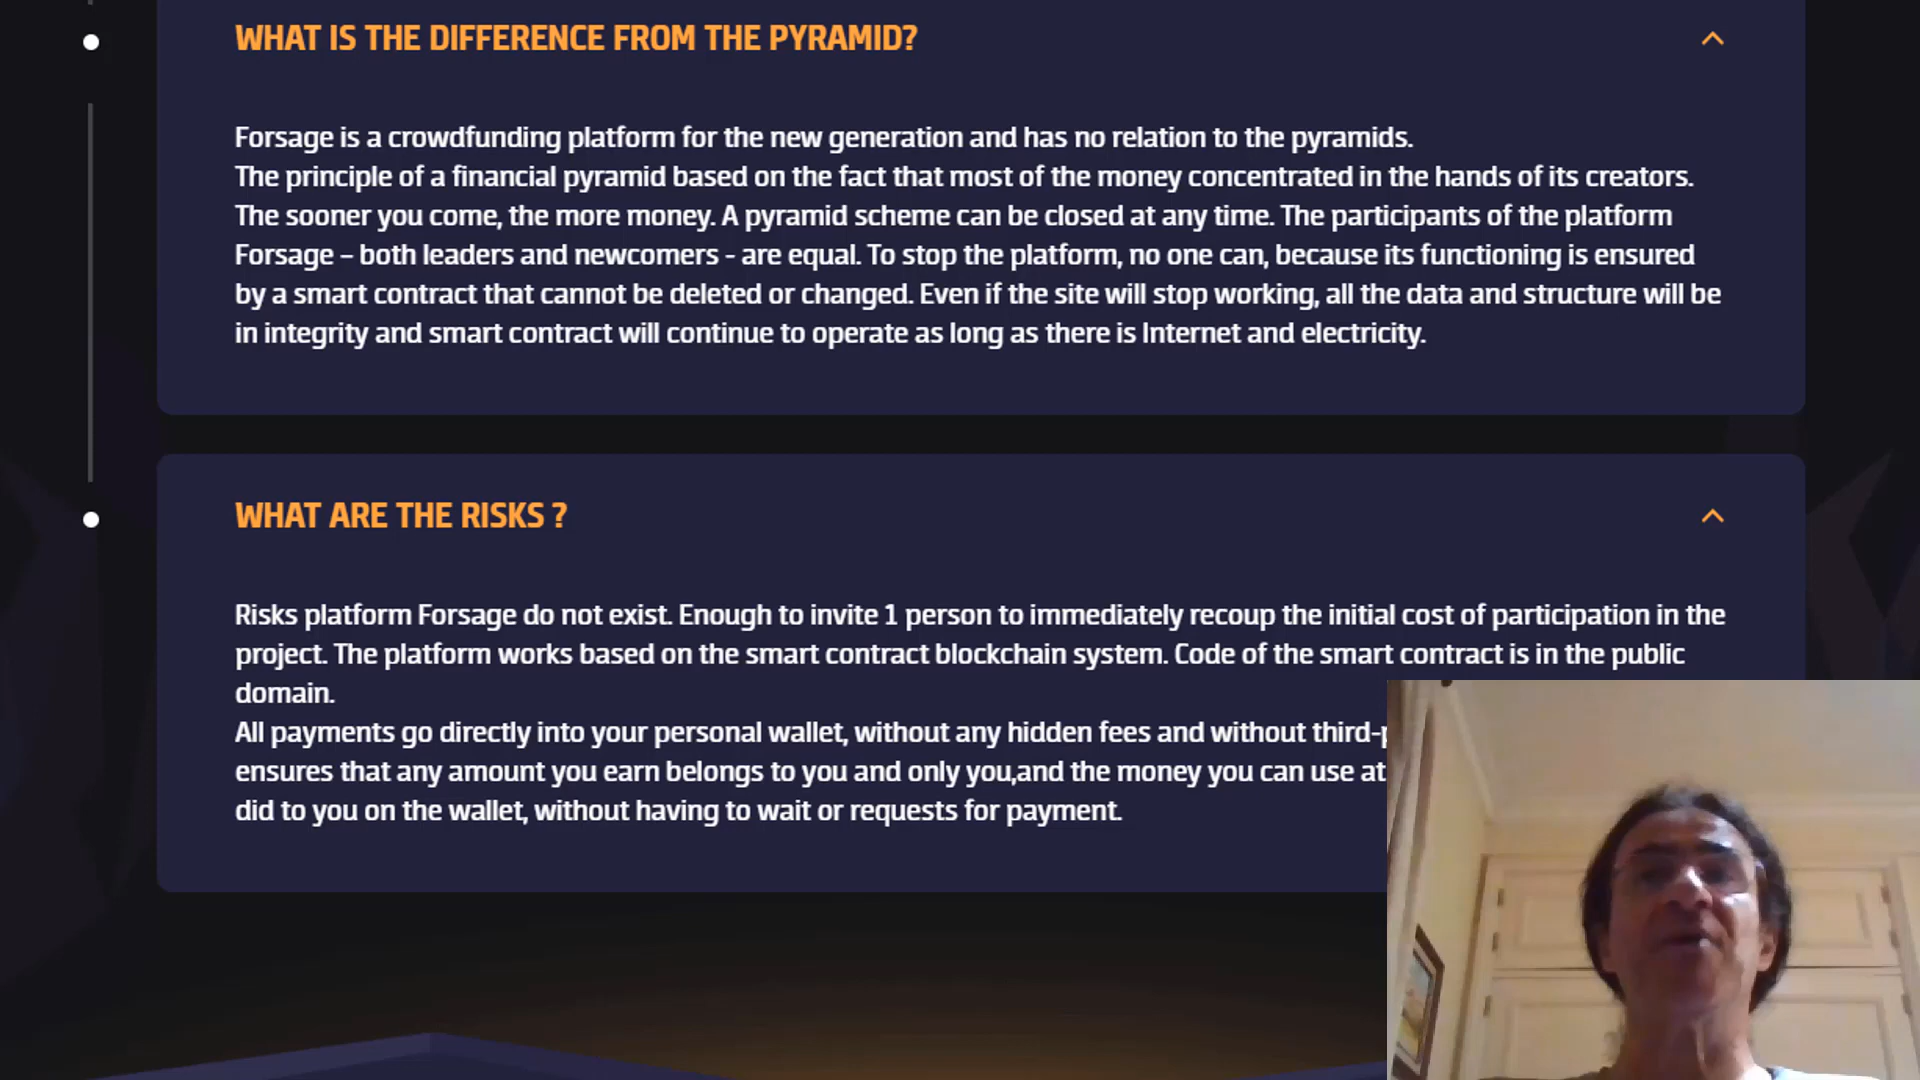 WHAT IS THE DIFFERENCE FROM THE PYRAMID?
Forsage is a crowdfunding platform for the new generation and has no relation to the pyramids.
The principle of a financial pyramid based on the fact that most of the money concentrated in the hands of its creators.
The sooner you come, the more money. A pyramid scheme can be closed at any time. The participants of the platform
Forsage – both leaders and newcomers - are equal. To stop the platform, no one can, because its functioning is ensured
by a smart contract that cannot be deleted or changed. Even if the site will stop working, all the data and structure will be
in integrity and smart contract will continue to operate as long as there is Internet and electricity.
WHAT ARE THE RISKS ?
Risks platform Forsage do not exist. Enough to invite 1 person to immediately recoup the initial cost of participation in the
project. The platform works based on the smart contract blockchain system. Code of the smart contract is in the public
domain.
All payments go directly into your personal wallet, without any hidden fees and without third-
ensures that any amount you earn belongs to you and only you,and the money you can use at
did to you on the wallet, without having to wait or requests for payment.